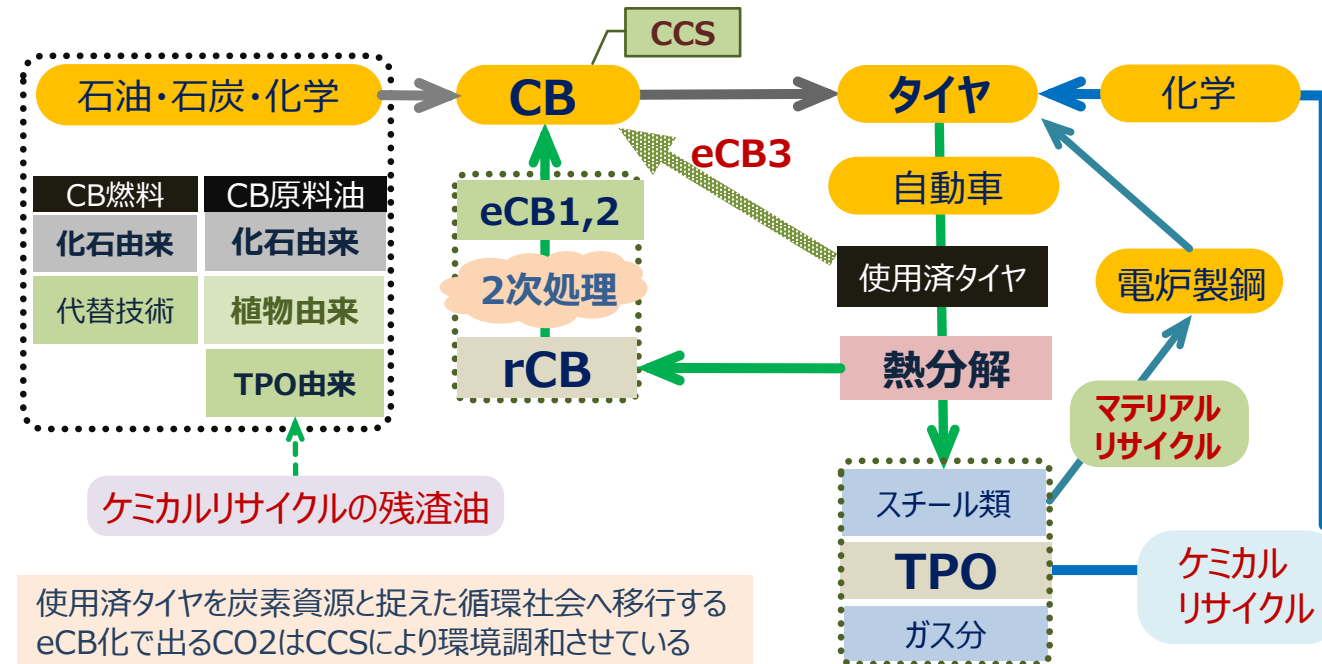 CCS
石油・石炭・化学
CB
タイヤ
化学
eCB3
自動車
CB燃料
CB原料油
化石由来
化石由来
代替技術
植物由来
TPO由来
eCB1,2
2次処理
rCB
使用済タイヤ
熱分解
電炉製鋼
マテリアル
リサイクル
ケミカルリサイクルの残渣油
スチール類
TPO
ガス分
ケミカル
リサイクル
使用済タイヤを炭素資源と捉えた循環社会へ移行する
eCB化で出るCO2はCCSにより環境調和させている